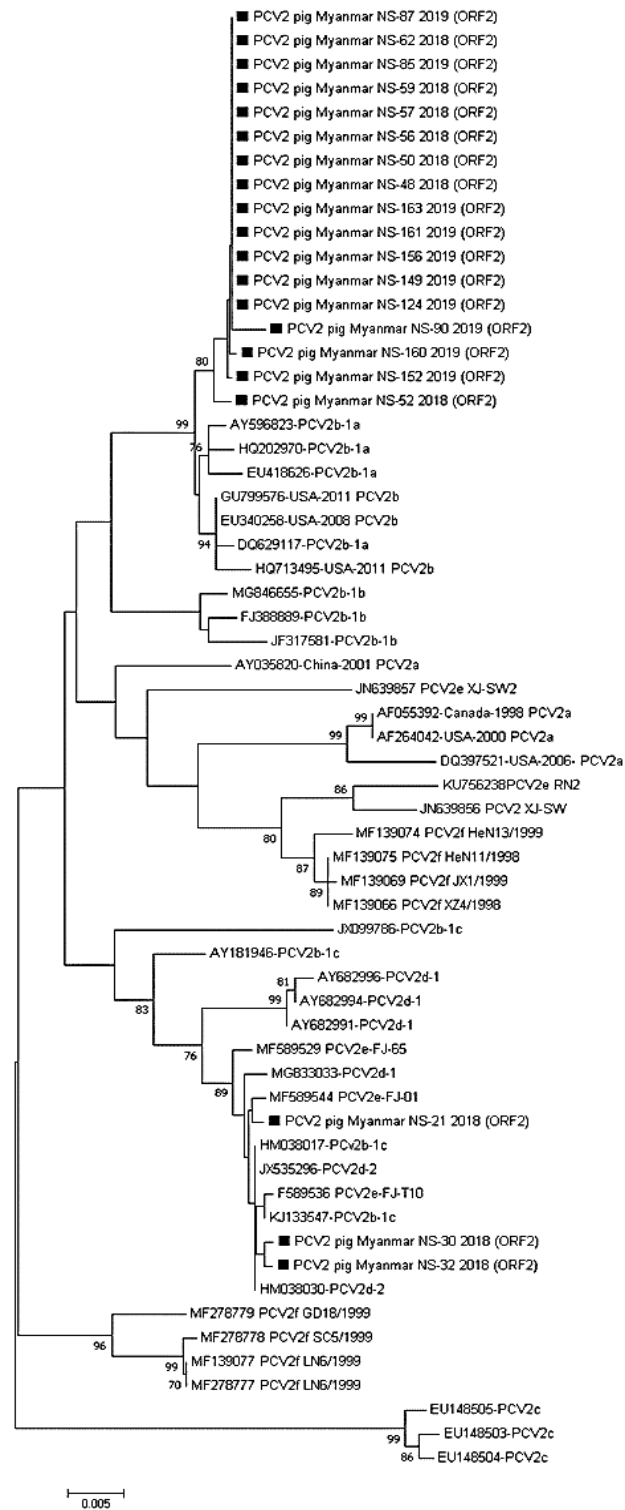 PCV2 pig Myanmar NS-87 2019 (ORF2)
PCV2 pig Myanmar NS-62 2018 (ORF2)
PCV2 pig Myanmar NS-85 2019 (ORF2)
PCV2 pig Myanmar NS-59 2018 (ORF2)
PCV2 pig Myanmar NS-57 2018 (ORF2)
PCV2 pig Myanmar NS-56 2018 (ORF2)
PCV2 pig Myanmar NS-50 2018 (ORF2)
PCV2 pig Myanmar NS-48 2018 (ORF2)
PCV2 pig Myanmar NS-163 2019 (ORF2)
PCV2 pig Myanmar NS-161 2019 (ORF2)
PCV2 pig Myanmar NS-156 2019 (ORF2)
PCV2 pig Myanmar NS-149 2019 (ORF2)
PCV2 pig Myanmar NS-124 2019 (ORF2)
PCV2 pig Myanmar NS-90 2019 (ORF2)
PCV2 pig Myanmar NS-160 2019 (ORF2)
80
PCV2 pig Myanmar NS-152 2019 (ORF2)
PCV2 pig Myanmar NS-52 2018 (ORF2)
99
AY596823-PCV2b-1a
76
HQ202970-PCV2b-1a
EU418626-PCV2b-1a
GU799576-USA-2011 PCV2b
EU340258-USA-2008 PCV2b
94
DQ629117-PCV2b-1a
HQ713495-USA-2011 PCV2b
MG846655-PCV2b-1b
FJ388889-PCV2b-1b
JF317581-PCV2b-1b
AY035820-China-2001 PCV2a
JN639857 PCV2e XJ-SW2
99
AF055392-Canada-1998 PCV2a
99
AF264042-USA-2000 PCV2a
DQ397521-USA-2006- PCV2a
86
KU756238PCV2e RN2
JN639856 PCV2 XJ-SW
80
MF139074 PCV2f HeN13/1999
87
MF139075 PCV2f HeN11/1998
89
MF139069 PCV2f JX1/1999
MF139066 PCV2f XZ4/1998
JX099786-PCV2b-1c
AY181946-PCV2b-1c
81
AY682996-PCV2d-1
99
AY682994-PCV2d-1
83
AY682991-PCV2d-1
76
MF589529 PCV2e-FJ-65
89
MG833033-PCV2d-1
MF589544 PCV2e-FJ-01
PCV2 pig Myanmar NS-21 2018 (ORF2)
HM038017-PCv2b-1c
JX535296-PCV2d-2
F589536 PCV2e-FJ-T10
KJ133547-PCV2b-1c
PCV2 pig Myanmar NS-30 2018 (ORF2)
PCV2 pig Myanmar NS-32 2018 (ORF2)
HM038030-PCV2d-2
MF278779 PCV2f GD18/1999
96
MF278778 PCV2f SC5/1999
99
MF139077 PCV2f LN6/1999
70
MF278777 PCV2f LN6/1999
EU148505-PCV2c
99
EU148503-PCV2c
86
EU148504-PCV2c
0.005